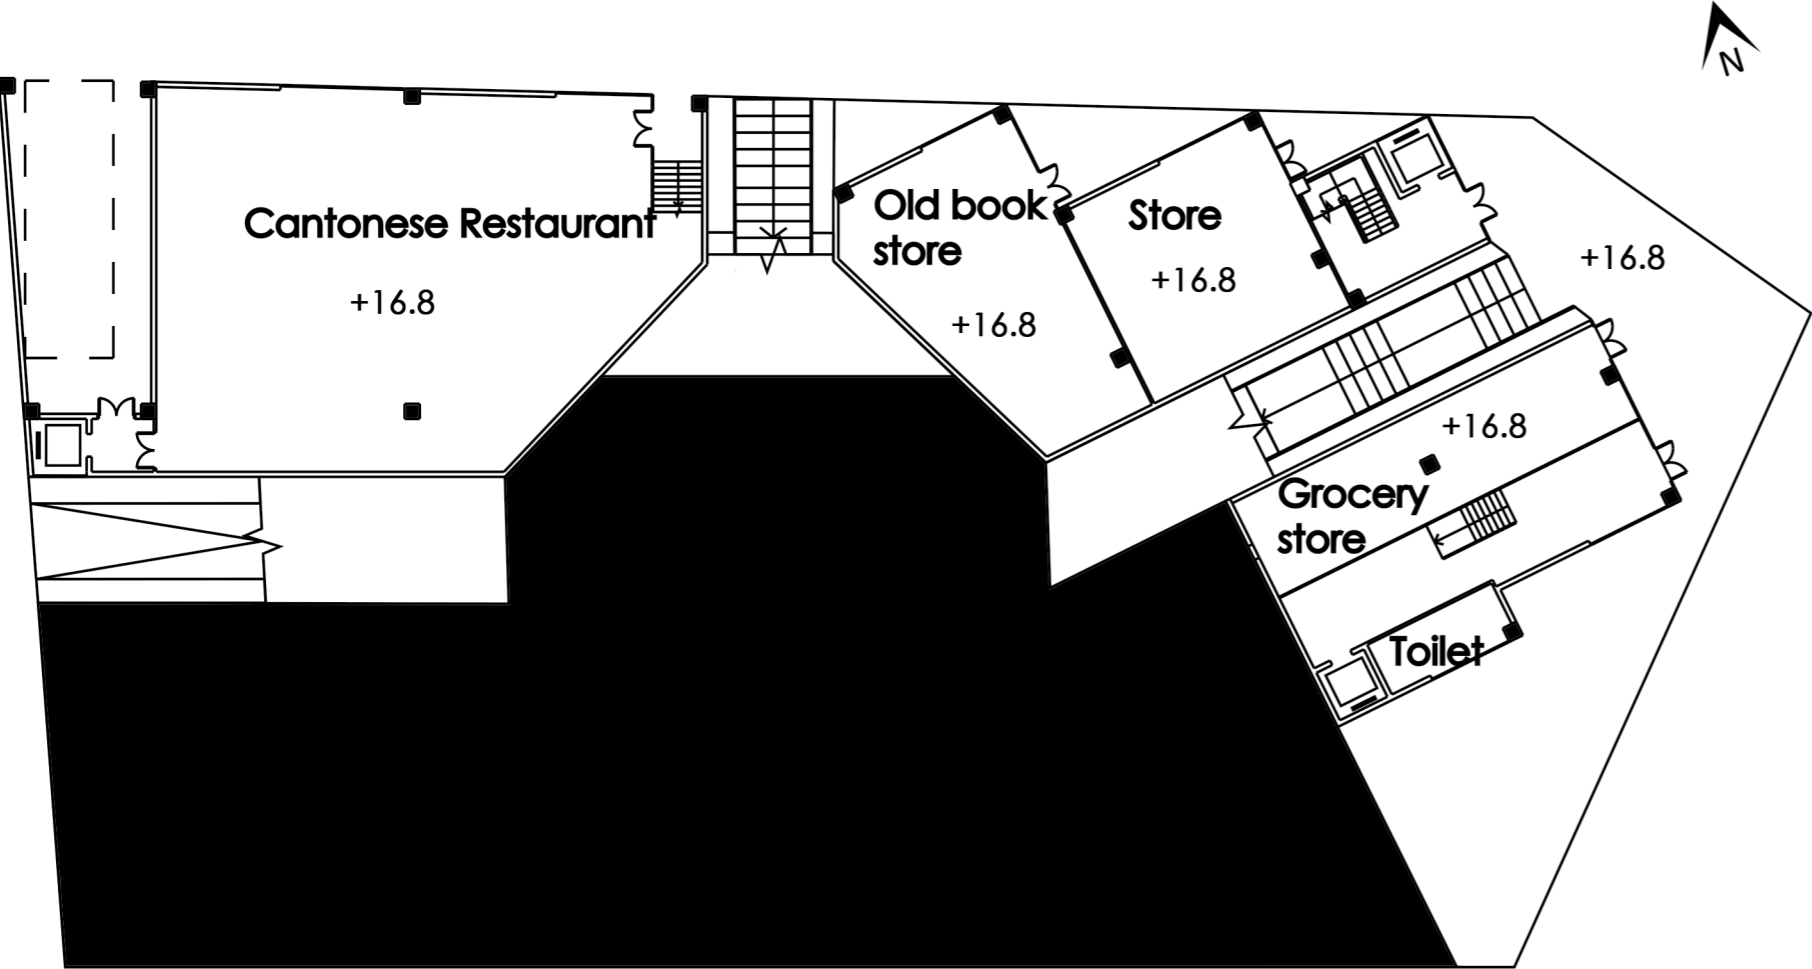 N
Cantonese Restaurant
+16.8
Old book
store
+16.8
Store
+16.8
+16.8
+16.8
Grocery
store
Toilet